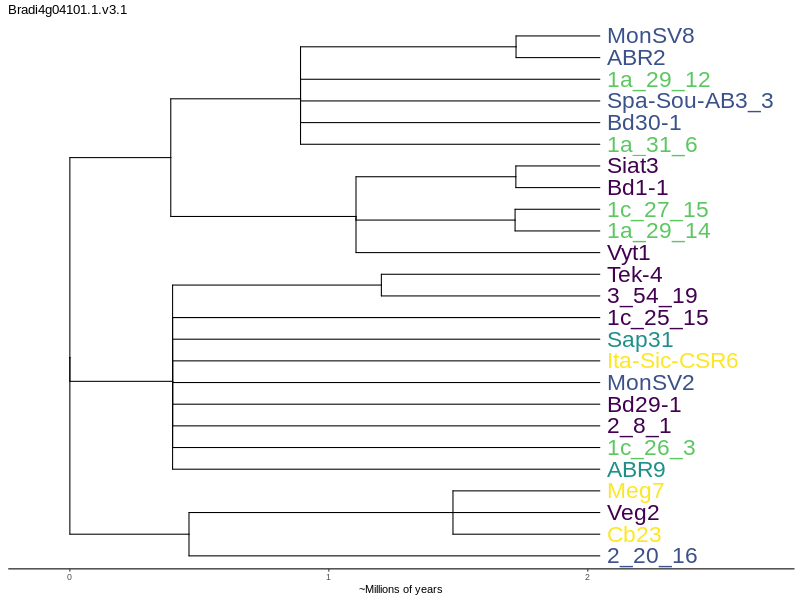 Bradi4g04101.1.v3.1
MonSV8
ABR2
1a_29_12
Spa-Sou-AB3_3
Bd30-1
1a_31_6
Siat3
Bd1-1
1c_27_15
1a_29_14
Vyt1
Tek-4
3_54_19
1c_25_15
Sap31
Ita-Sic-CSR6
MonSV2
Bd29-1
2_8_1
1c_26_3
ABR9
Meg7
Veg2
Cb23
2_20_16
0 1 2
~Millions of years